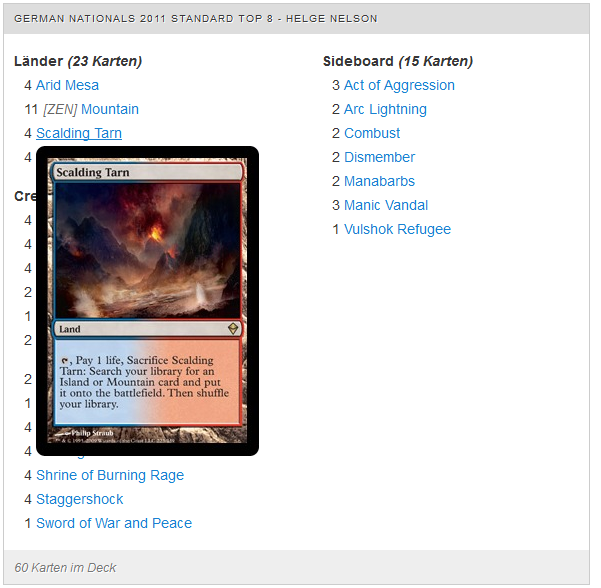 GERMAN NATIONALS 2011 STANDARD TOP 8 - HELGE NELSON
Länder (23 Karten)
4 Arid Mesa
11 [ZEN] Mountain
4 Scalding Tarn
4
Cre
4
4
4
2
1
2
2
1
4
4
4 Shrine of Burning Rage
4 Staggershock
1 Sword of War and Peace
Scalding Tarn
Land
, Pay 1 life, Sacrifice Scalding
Tarn: Search your library for an
Island or Mountain card and put
it onto the battlefield. Then shuffle
your library.
Philip Straub
Sideboard (15 Karten)
3 Act of Aggression
2 Arc Lightning
2 Combust
2 Dismember
2 Manabarbs
3 Manic Vandal
1 Vulshok Refugee
60 Karten im Deck